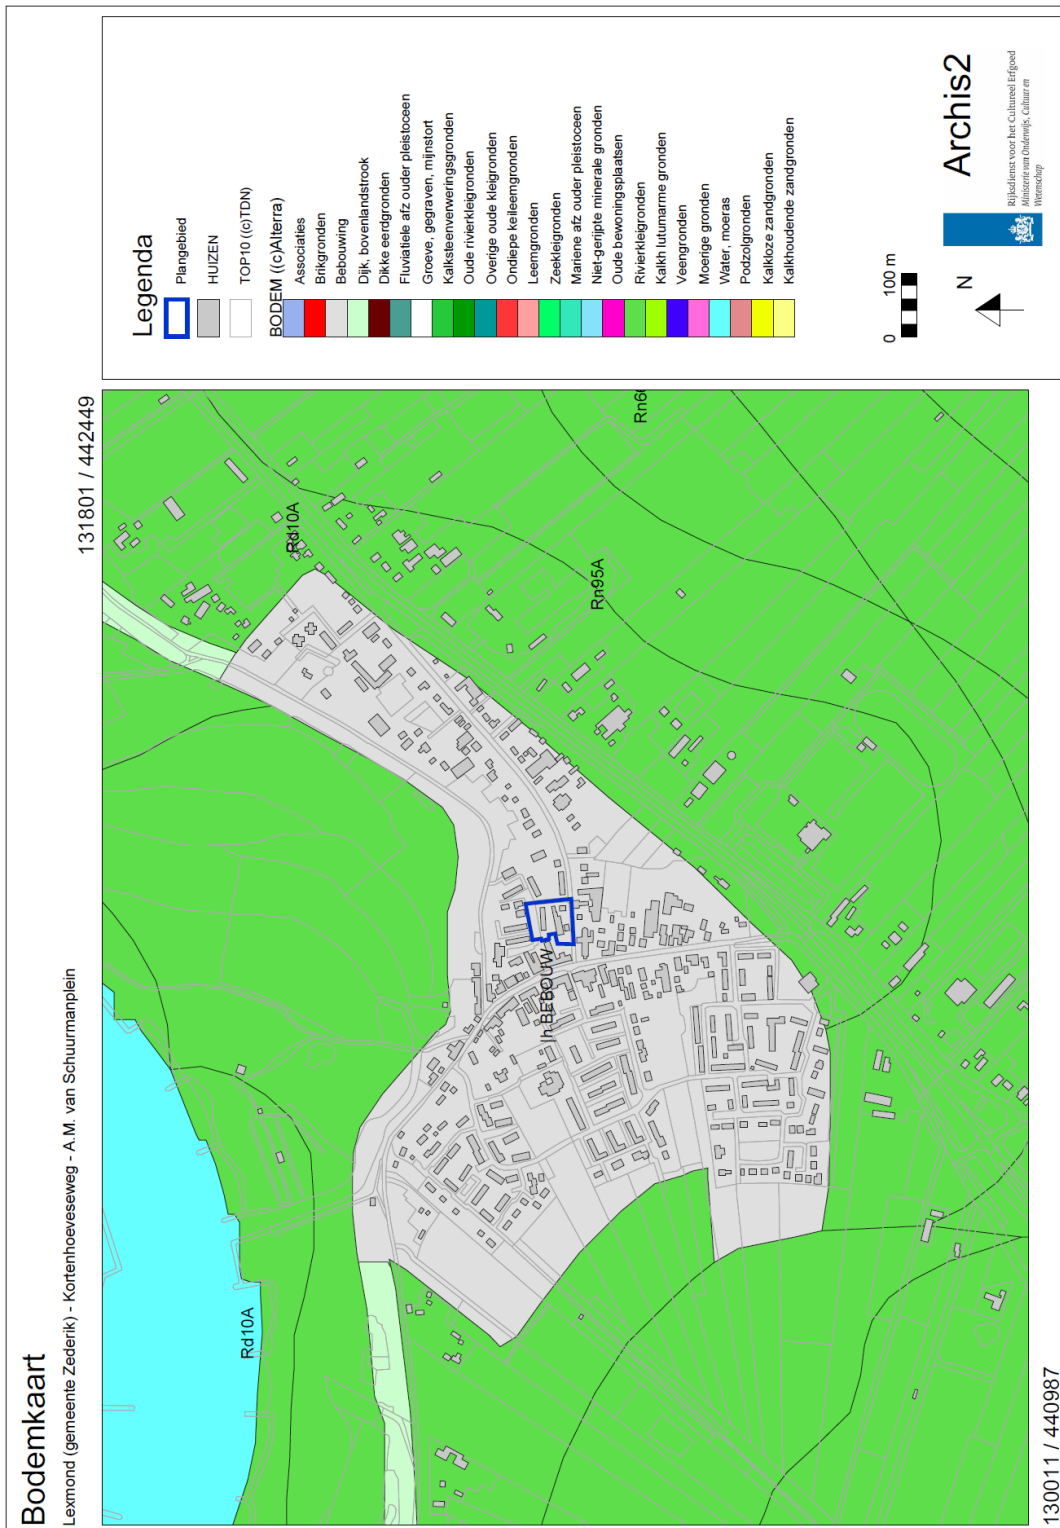 Bodemkaart
Lexmond (gemeente Zederik) - Kortenhoeveseweg - A.M. van Schuurmanplein
131801 / 442449
130011 / 440987
Rd10A
Rd10A
Rn95A
Rn6
h BEBOUW
Legenda
Plangebied
HUIZEN
TOP10 ((c)TDN)
BODEM ((c)Alterra)
Associaties
Brikgronden
Bebouwing
Dijk, bovenlandstrook
Dikke eerdgronden
Fluviatiele afz ouder pleistoceen
Groeve, gegraven, mijnstort
Kalksteenverweringsgronden
Oude rivierkleigronden
Overige oude kleigronden
Ondiepe keileemgronden
Leemgronden
Zeekleigronden
Mariene afz ouder pleistoceen
Niet-gerijpte minerale gronden
Oude bewoningsplaatsen
Rivierkleigronden
Kalkh lutumarme gronden
Veengronden
Moerige gronden
Water, moeras
Podzolgronden
Kalkloze zandgronden
Kalkhoudende zandgronden
0 100 m
N
Archis2
Rijksdienst voor het Cultureel Erfgoed
Ministerie van Onderwijs, Cultuur en
Wetenschap